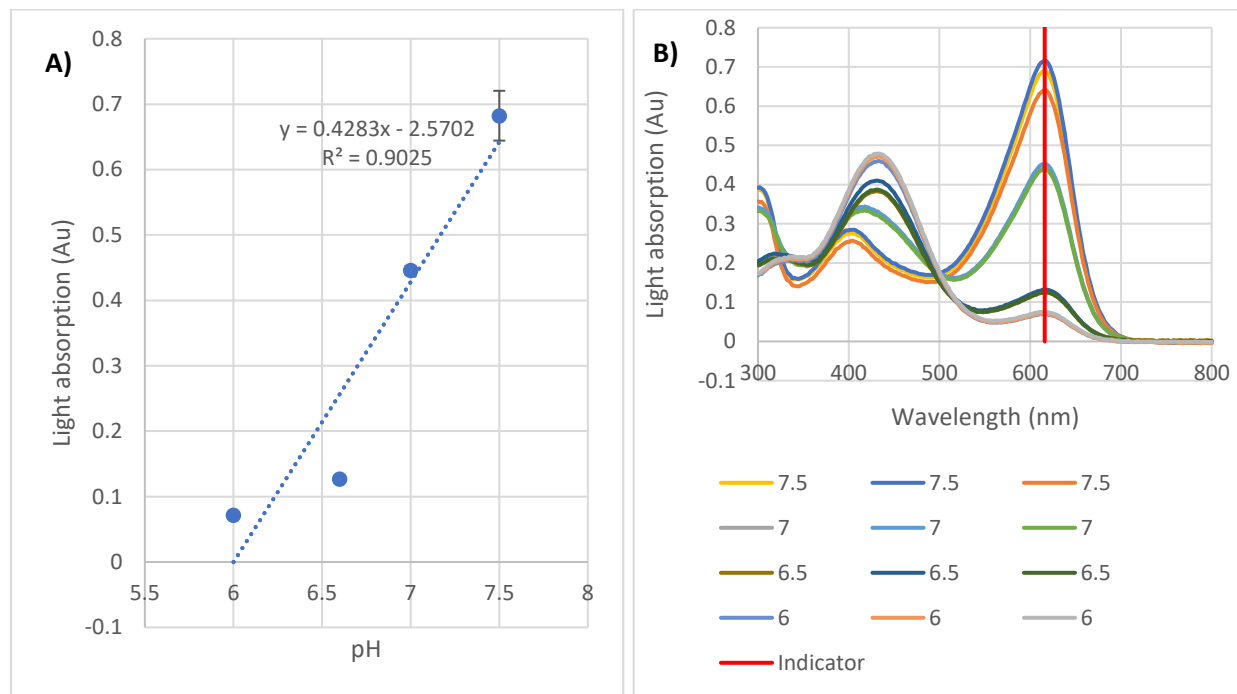 A)
Light absorption (Au)
0.8
0.7
0.6
0.5
0.4
0.3
0.2
0.1
0
-0.1
y = 0.4283x - 2.5702
R² = 0.9025
5.5 6 6.5 7 7.5 8
pH
B)
Light absorption (Au)
0.8
0.7
0.6
0.5
0.4
0.3
0.2
0.1
0
-0.1
300 400 500 600 700 800
Wavelength (nm)
7.5 7.5 7.5
7 7 7
6.5 6.5 6.5
6 6 6
Indicator